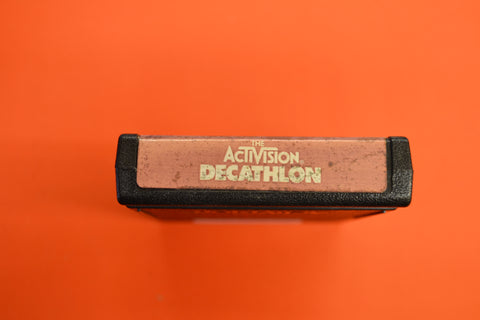 THE
ACTIVISION
DECATHLON